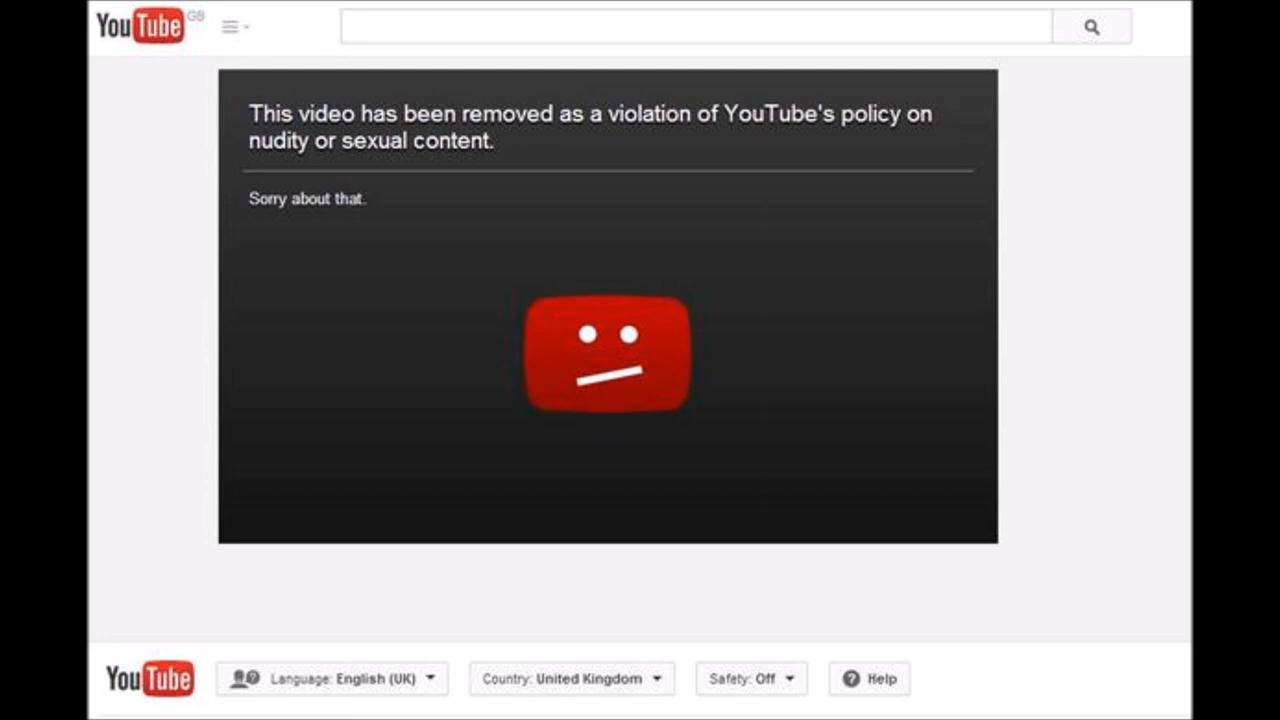 YouTube GB
This video has been removed as a violation of YouTube's policy on
nudity or sexual content.
Sorry about that.
YouTube Language: English (UK) Country: United Kingdom Safety: Off Help